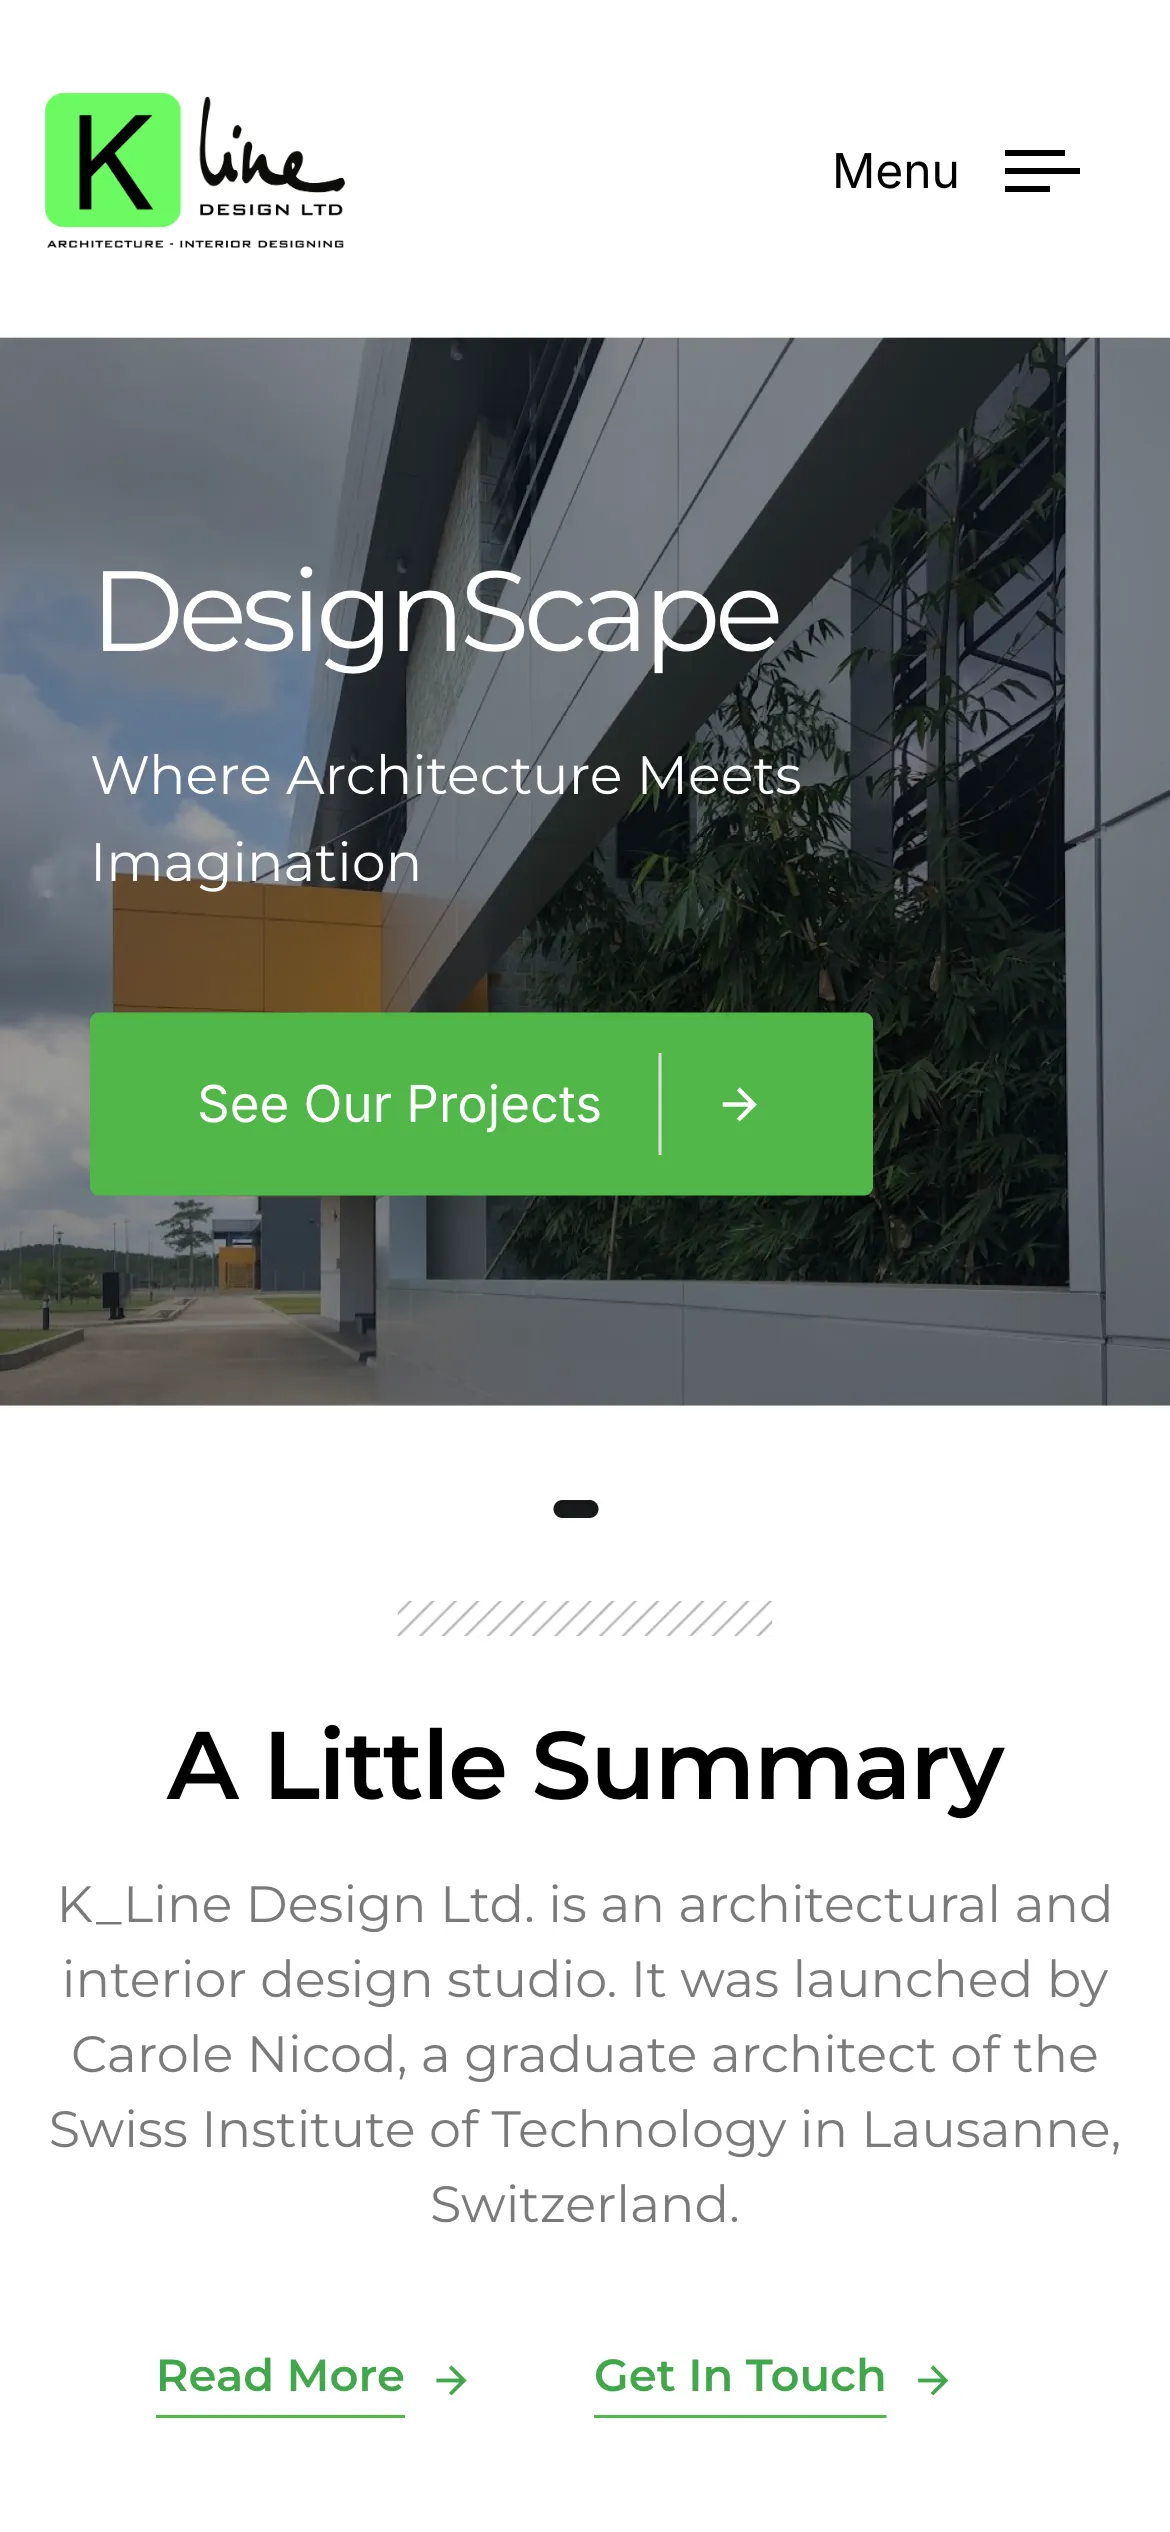 K line
DESIGN LTD
ARCHITECTURE - INTERIOR DESIGNING
Menu
DesignScape
Where Architecture Meets
Imagination
See Our Projects
A Little Summary
K_Line Design Ltd. is an architectural and
interior design studio. It was launched by
Carole Nicod, a graduate architect of the
Swiss Institute of Technology in Lausanne,
Switzerland.
Read More
Get In Touch